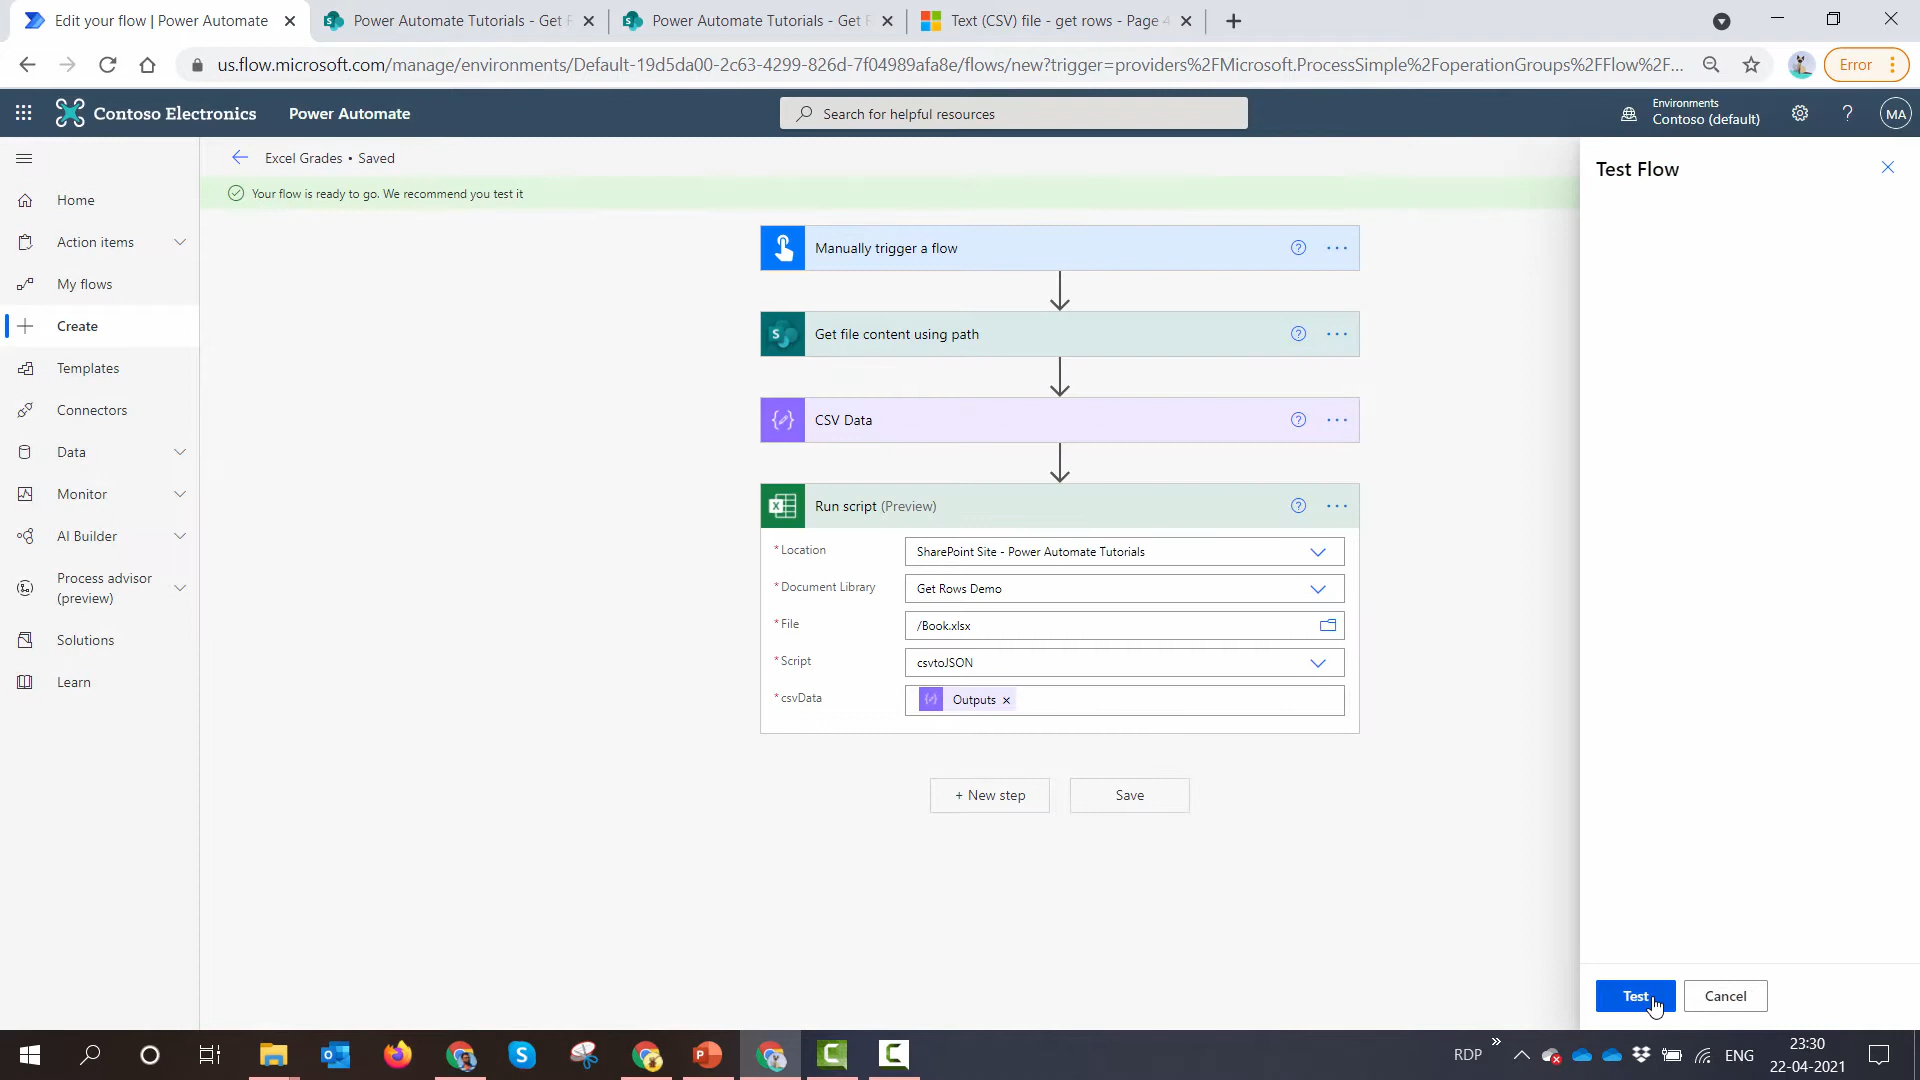 Edit your flow | Power Automate
Power Automate Tutorials - Get F
Power Automate Tutorials - Get F
Text (CSV) file - get rows - Page 4
us.flow.microsoft.com/manage/environments/Default-19d5da00-2c63-4299-826d-7f04989afa8e/flows/new?trigger=providers%2FMicrosoft.ProcessSimple%2FoperationGroups%2FFlow%2F...
Error
Contoso Electronics
Power Automate
Search for helpful resources
Environments
Contoso (default)
MA
Excel Grades • Saved
Your flow is ready to go. We recommend you test it
Home
Action items
My flows
Create
Templates
Connectors
Data
Monitor
AI Builder
Process advisor
(preview)
Solutions
Learn
Manually trigger a flow
Get file content using path
CSV Data
Run script (Preview)
* Location
SharePoint Site - Power Automate Tutorials
* Document Library
Get Rows Demo
* File
/Book.xlsx
* Script
csvtoJSON
* csvData
Outputs ×
+ New step
Save
Test Flow
Test
Cancel
RDP
ENG
23:30
22-04-2021